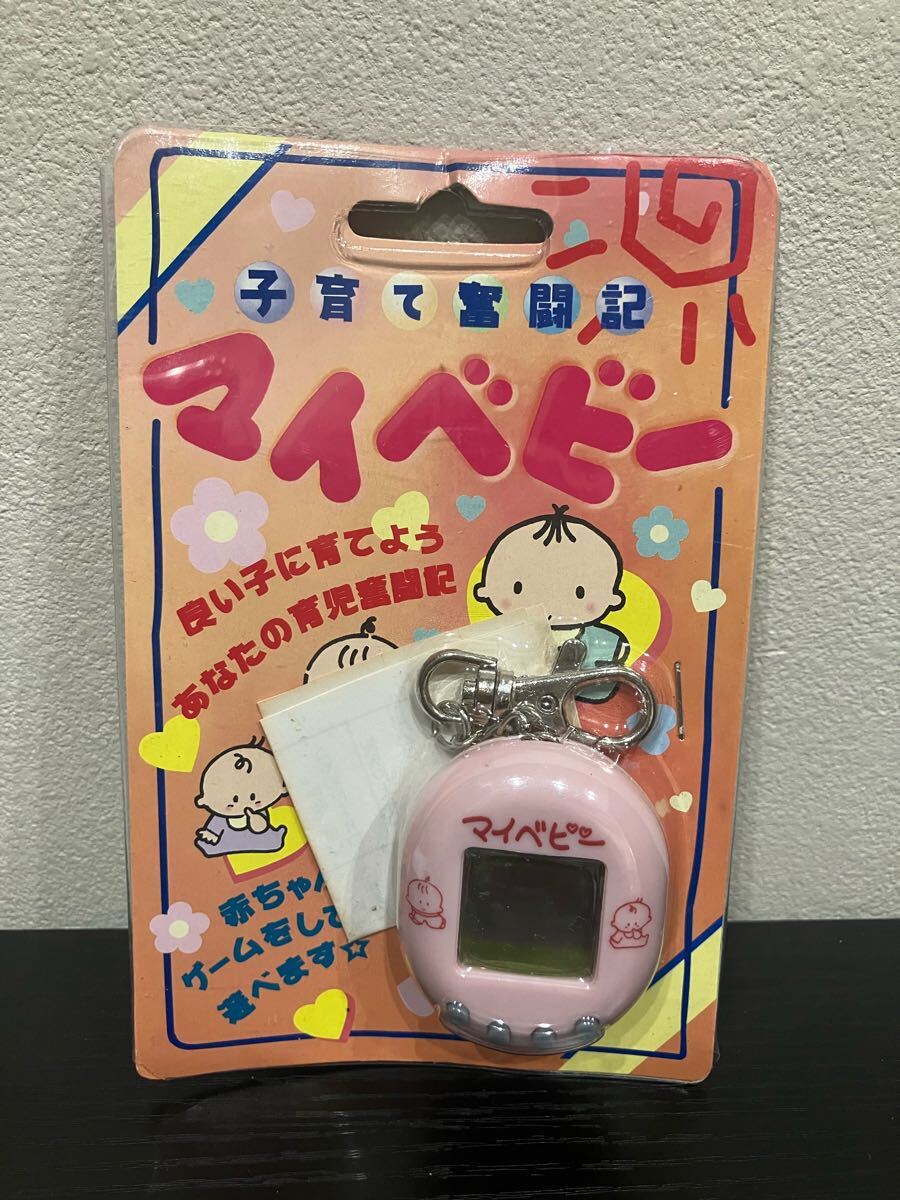 子育て奮闘記
マイベビー
良い子に育てよう
あなたの育児奮闘記
赤ちゃん
ゲームをして
遊べます☆
マイベビー